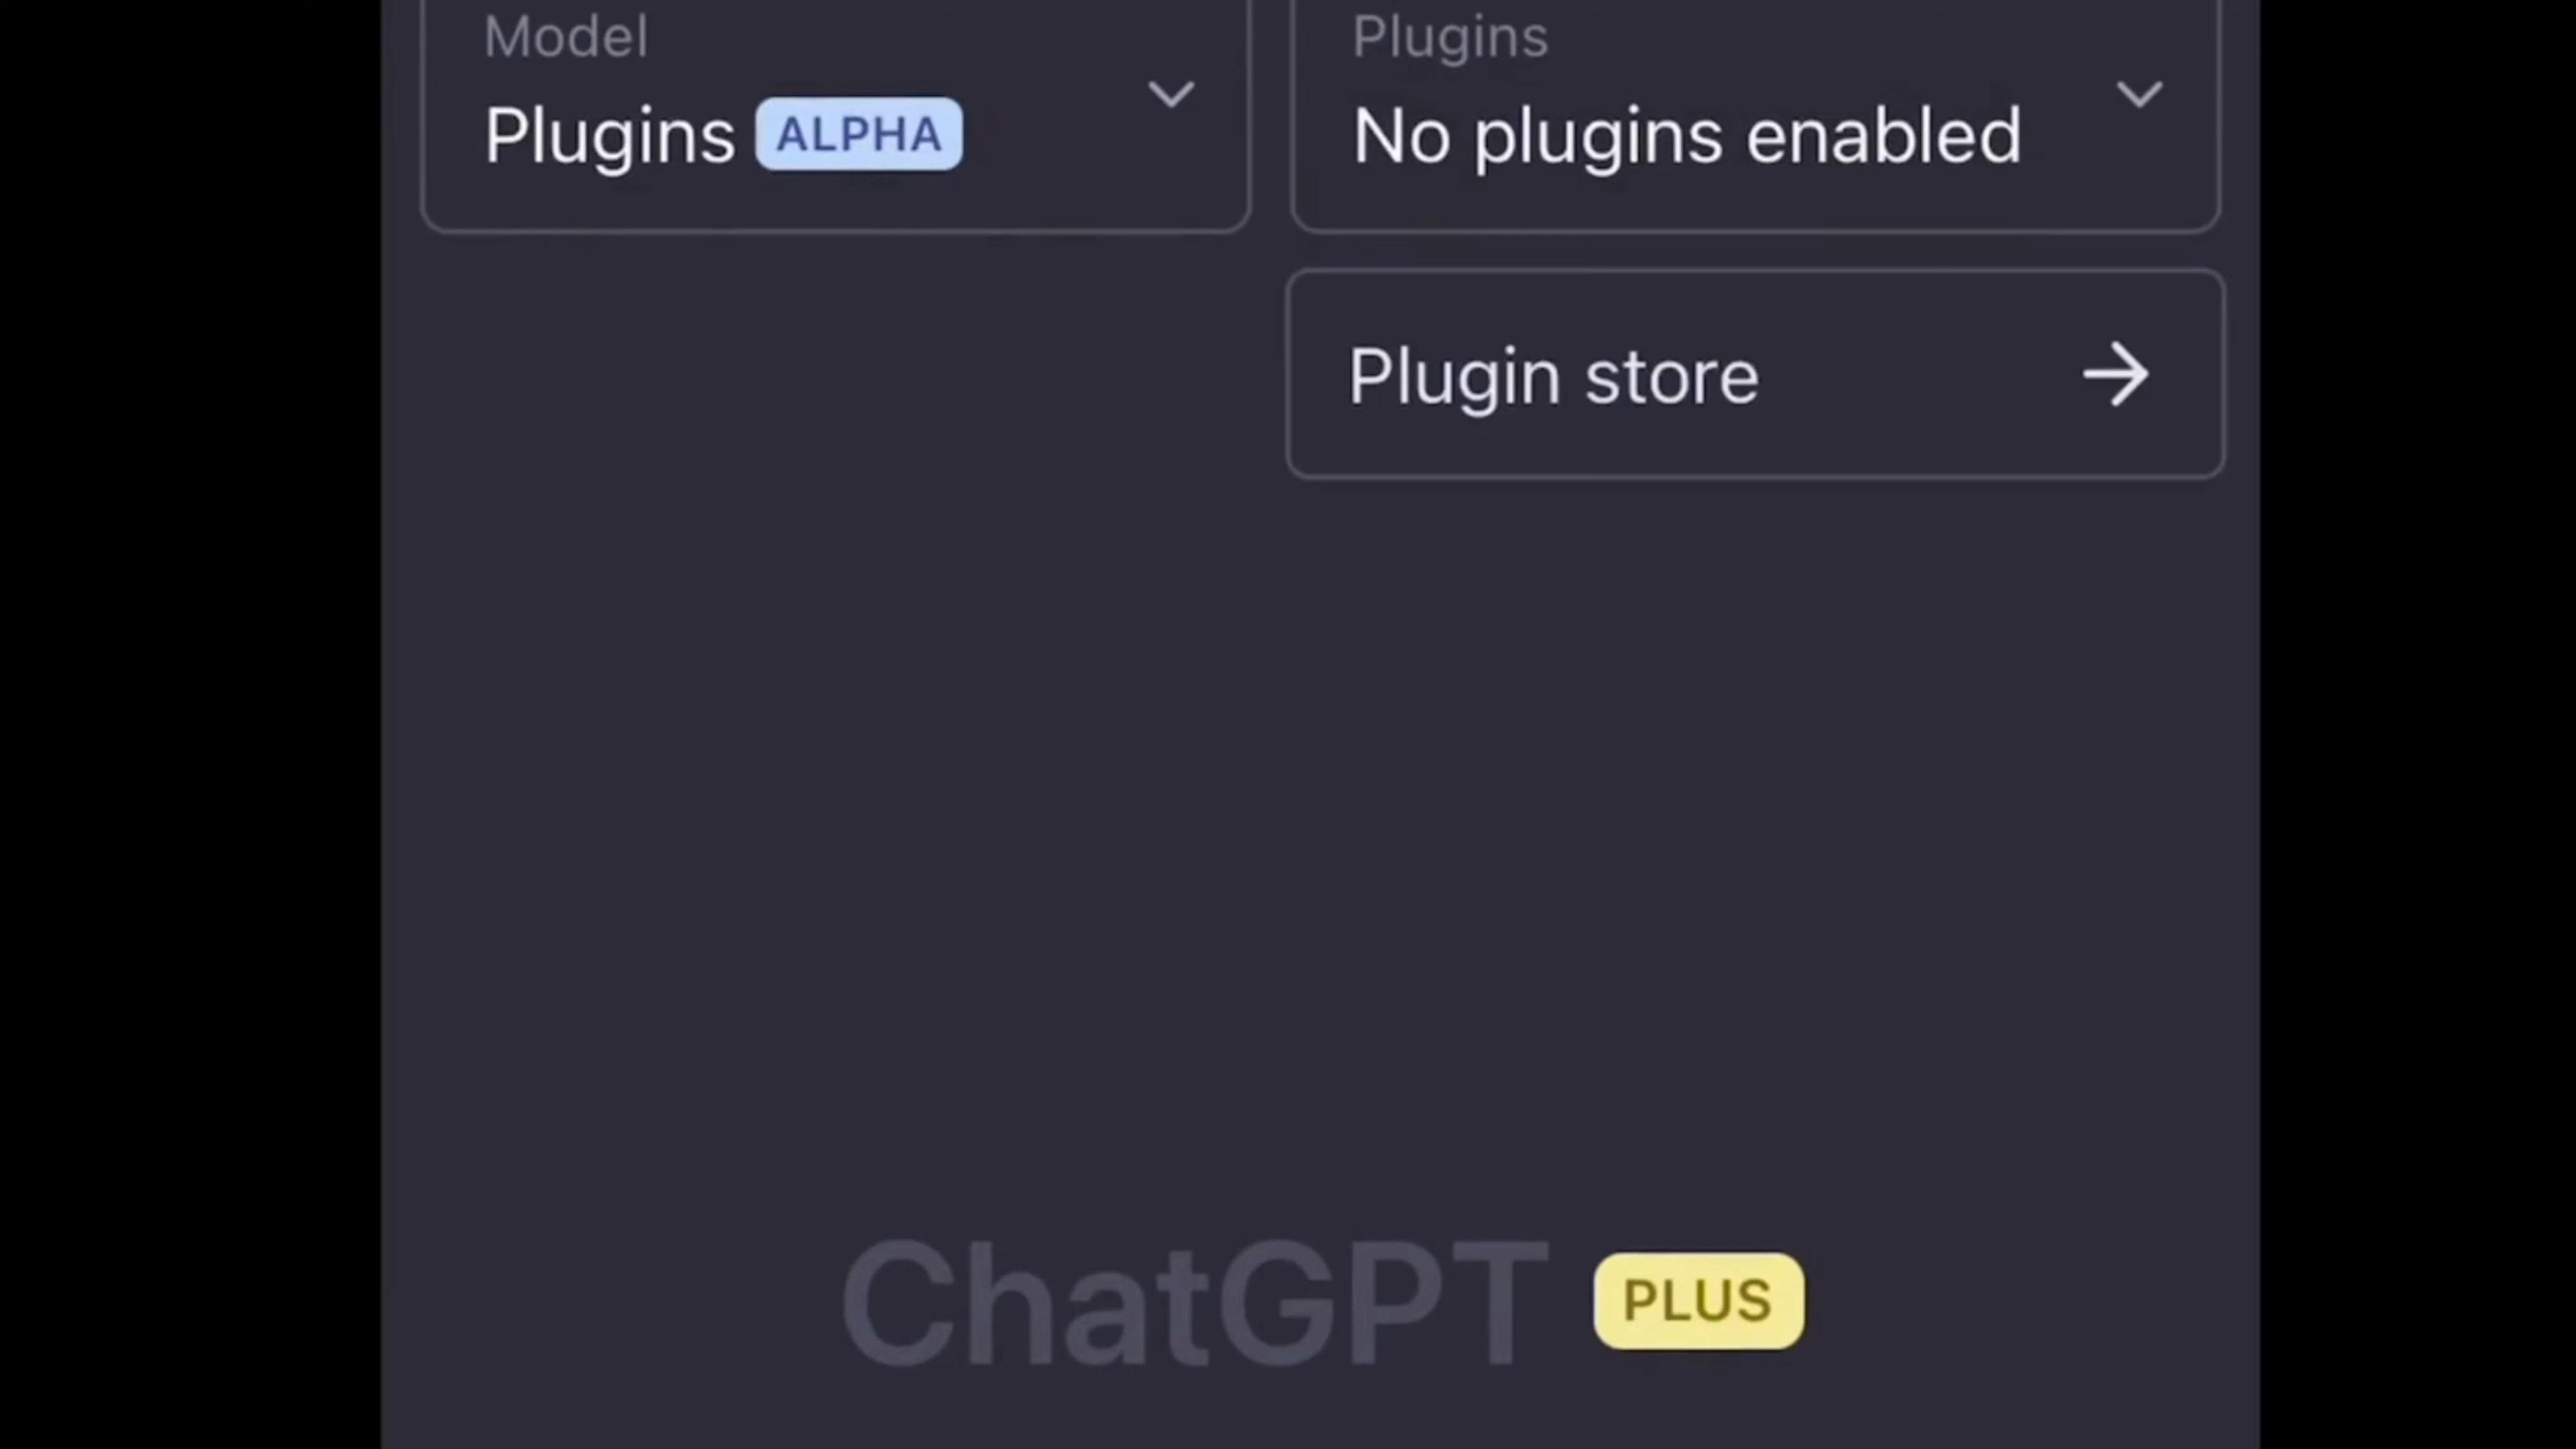 Model
Plugins ALPHA
Plugins
No plugins enabled
Plugin store
ChatGPT PLUS